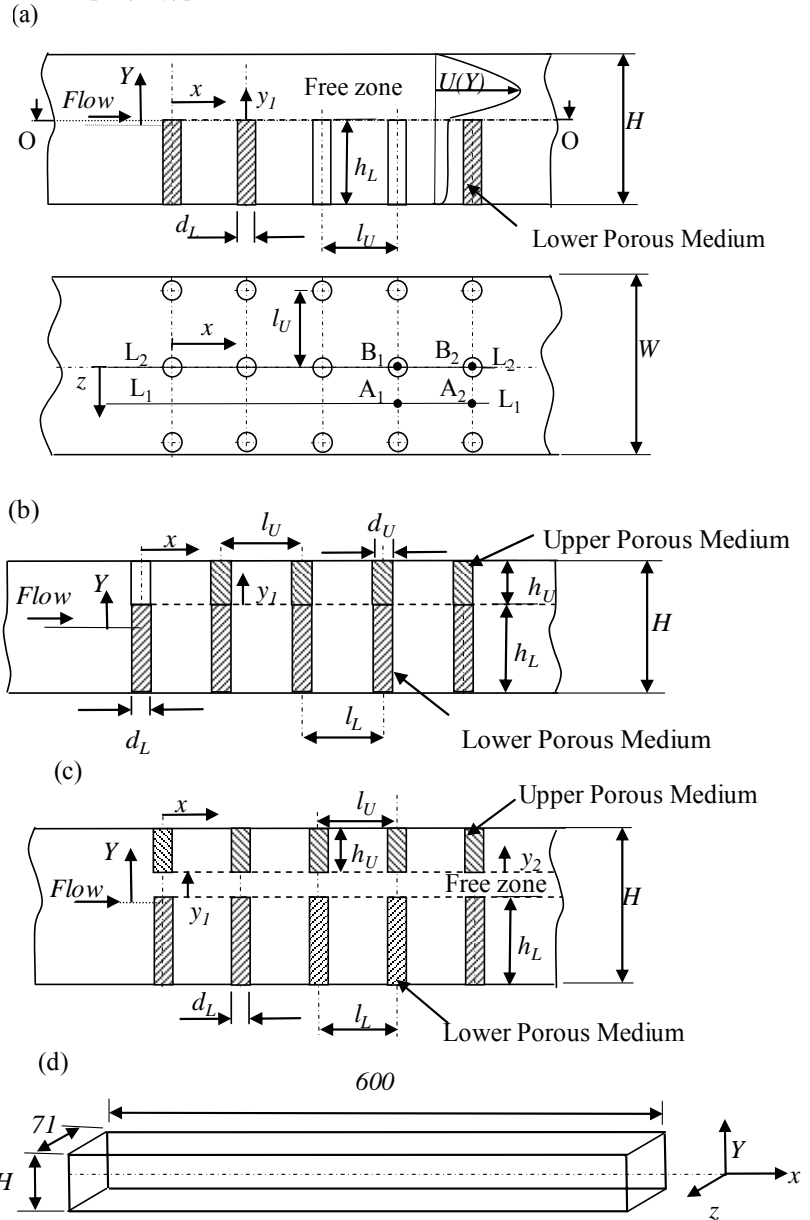 (a)
Y
x
Flow
y1
Free zone
U(Y)
O
O
H
hL
dL
lU
Lower Porous Medium
x
lU
W
L2
B1
B2
L2
z
L1
A1
A2
L1
(b)
x
lU
dU
Upper Porous Medium
Y
Flow
y1
hU
H
hL
dL
lL
Lower Porous Medium
(c)
x
lU
Upper Porous Medium
Y
hU
y2
Flow
y1
Free zone
H
hL
dL
lL
Lower Porous Medium
(d)
600
71
H
Y
x
z